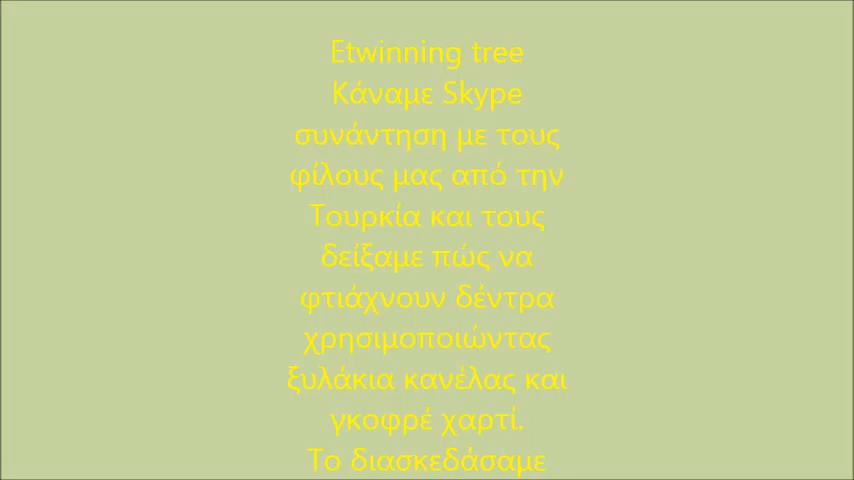 Etwinning tree
Κάναμε Skype
συνάντηση με τους
φίλους μας από την
Τουρκία και τους
δείξαμε πώς να
φτιάχνουν δέντρα
χρησιμοποιώντας
ξυλάκια κανέλας και
γκοφρέ χαρτί.
Το διασκεδάσαμε